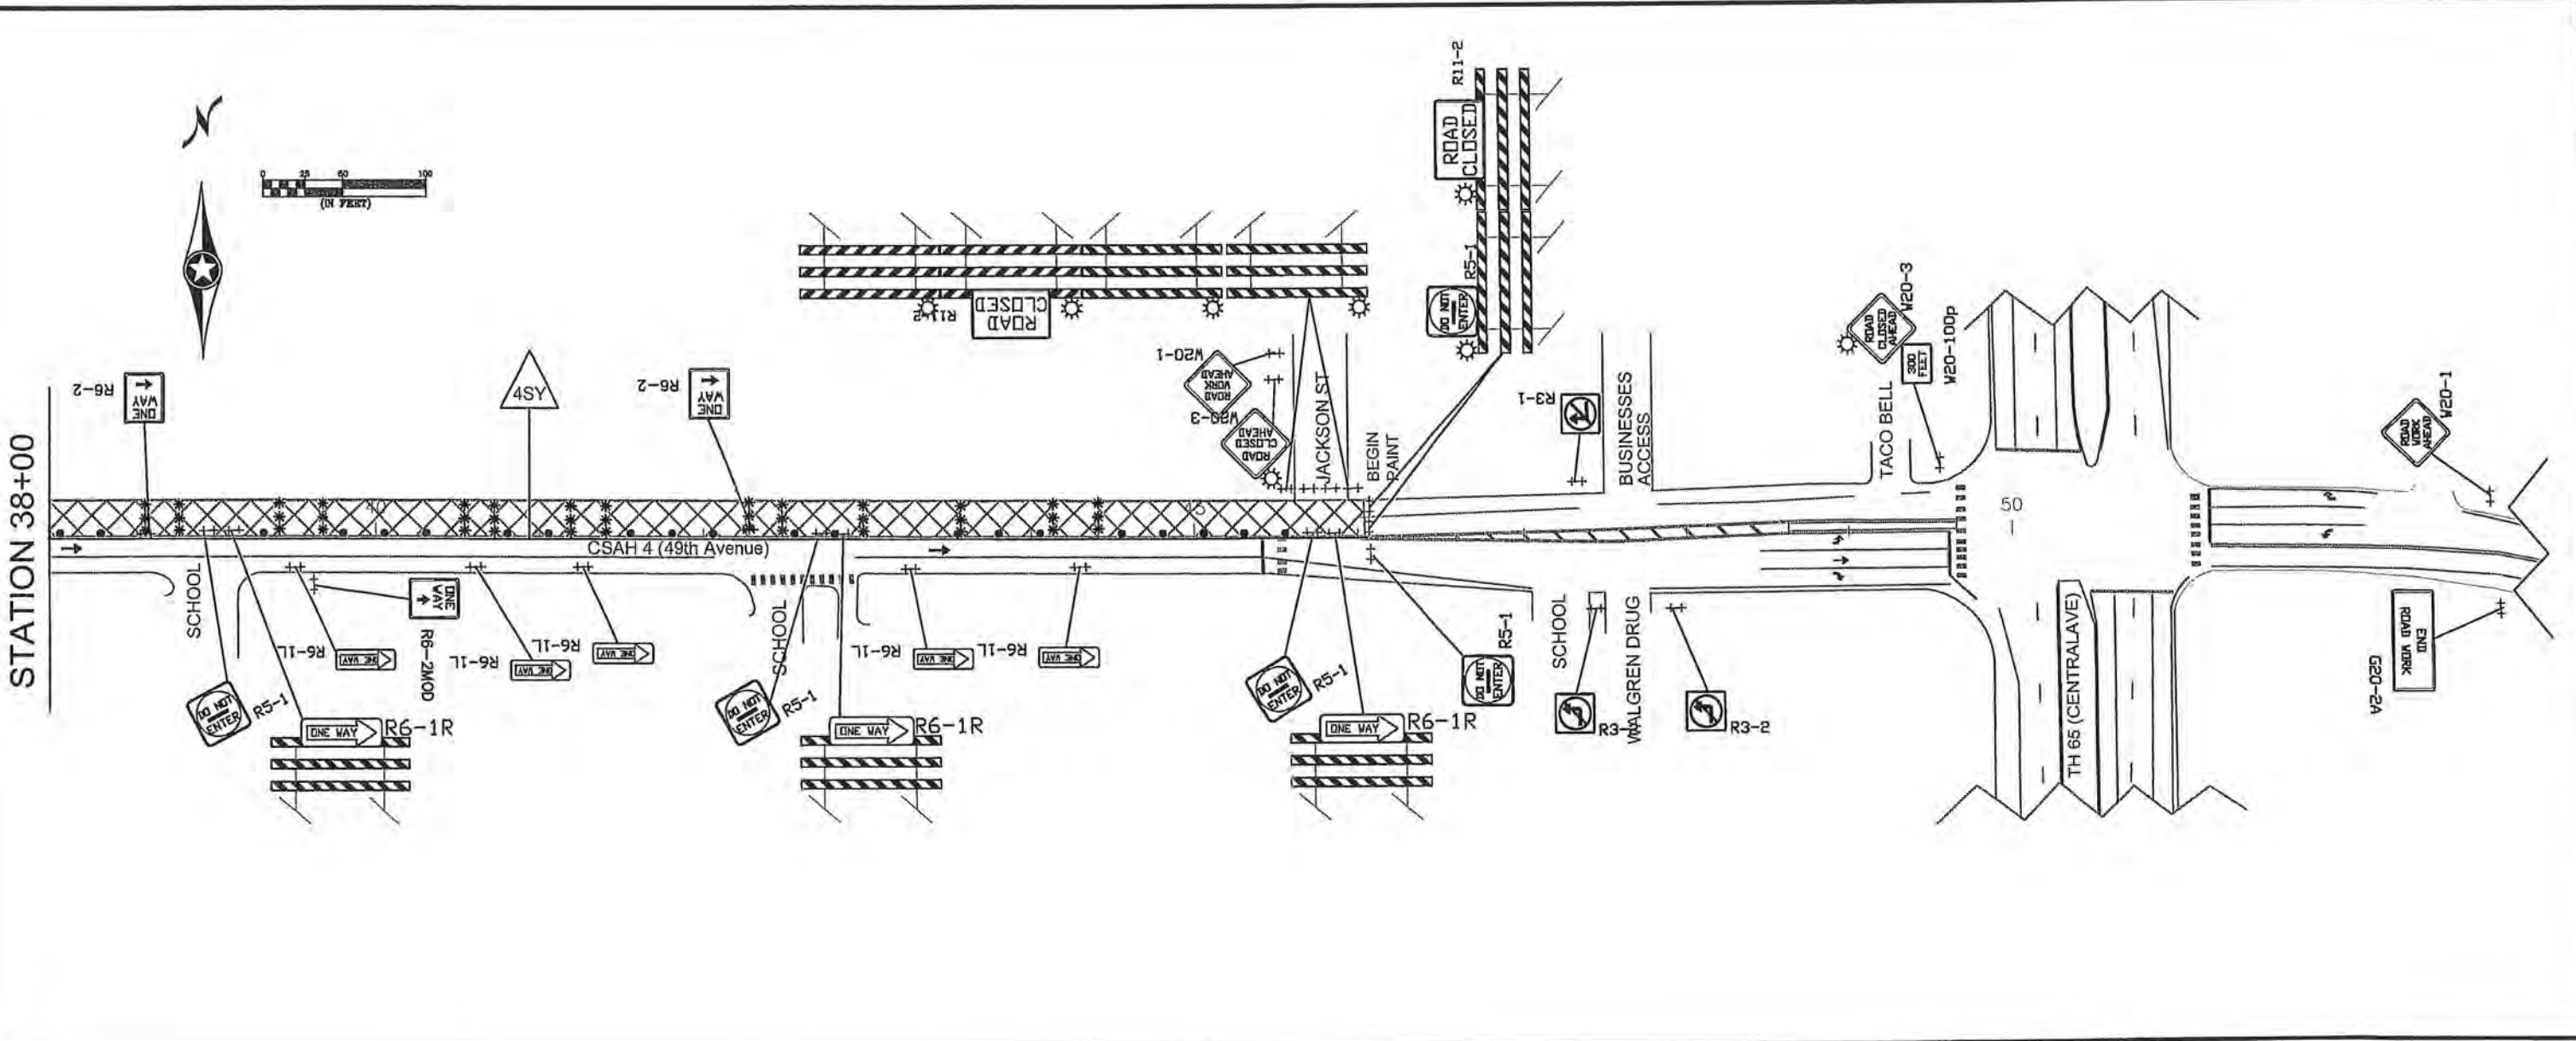 STATION 38+00
N
0 25 50 100
(IN FEET)
R6-2
ONE
WAY
4SY
R6-2
ONE
WAY
R11-2
ROAD
CLOSED
W20-1
ROAD
WORK
AHEAD
W20-3
ROAD
CLOSED
AHEAD
JACKSON ST
BEGIN
PAINT
R11-2
ROAD
CLOSED
R5-1
DO NOT
ENTER
R3-1
BUSINESSES
ACCESS
TACO BELL
W20-3
ROAD
CLOSED
AHEAD
300
FEET
W20-100p
W20-1
ROAD
WORK
AHEAD
40
45
50
CSAH 4 (49th Avenue)
SCHOOL
DO NOT
ENTER
R5-1
ONE WAY
R6-1R
R6-1L
ONE WAY
ONE
WAY
R6-2MOD
R6-1L
ONE WAY
R6-1L
ONE WAY
SCHOOL
DO NOT
ENTER
R5-1
ONE WAY
R6-1R
R6-1L
ONE WAY
R6-1L
ONE WAY
DO NOT
ENTER
R5-1
ONE WAY
R6-1R
DO NOT
ENTER
R5-1
SCHOOL
R3-
WALGREN DRUG
R3-2
TH 65 (CENTRALAVE)
END
ROAD WORK
G20-2A